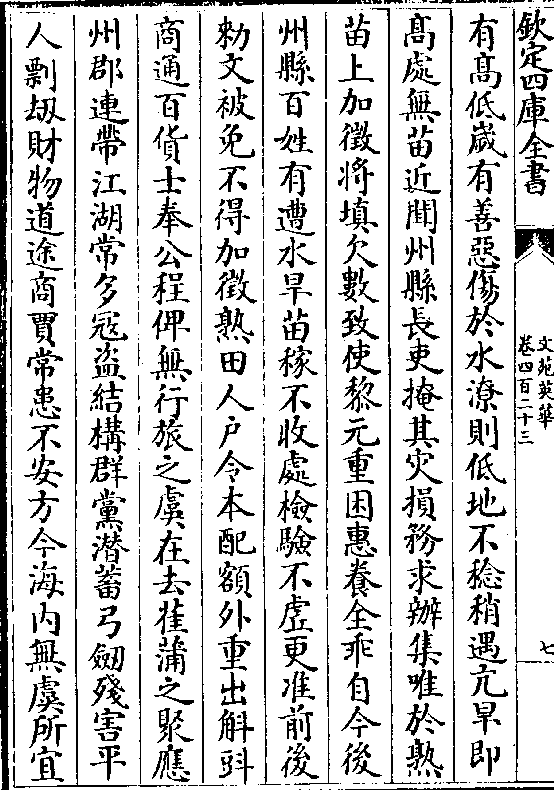 欽定四庫全書
文苑英華
卷四百二十三
七
有髙低歳有善惡傷於水潦則低地不稔稍遇亢旱即
髙處無苗近聞州縣長吏掩其灾損務求辦集唯於熟
苗上加徵將填欠數致使黎元重困惠養全乖自今後
州縣百姓有遭水旱苗稼不收處檢驗不虛更准前後
勑文被免不得加徵熟田人户令本配額外重出斛㪷
商通百貨士奉公程俾無行旅之虞在去萑蒲之聚應
州郡連帶江湖常多冦盗結構群黨潜蓄弓劒殘害平
人剽刼財物道途商賈常患不安方今海内無虞所宜